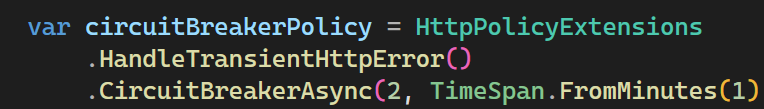 var circuitBreakerPolicy = HttpPolicyExtensions
.HandleTransientHttpError()
.CircuitBreakerAsync(2, TimeSpan.FromMinutes(1)